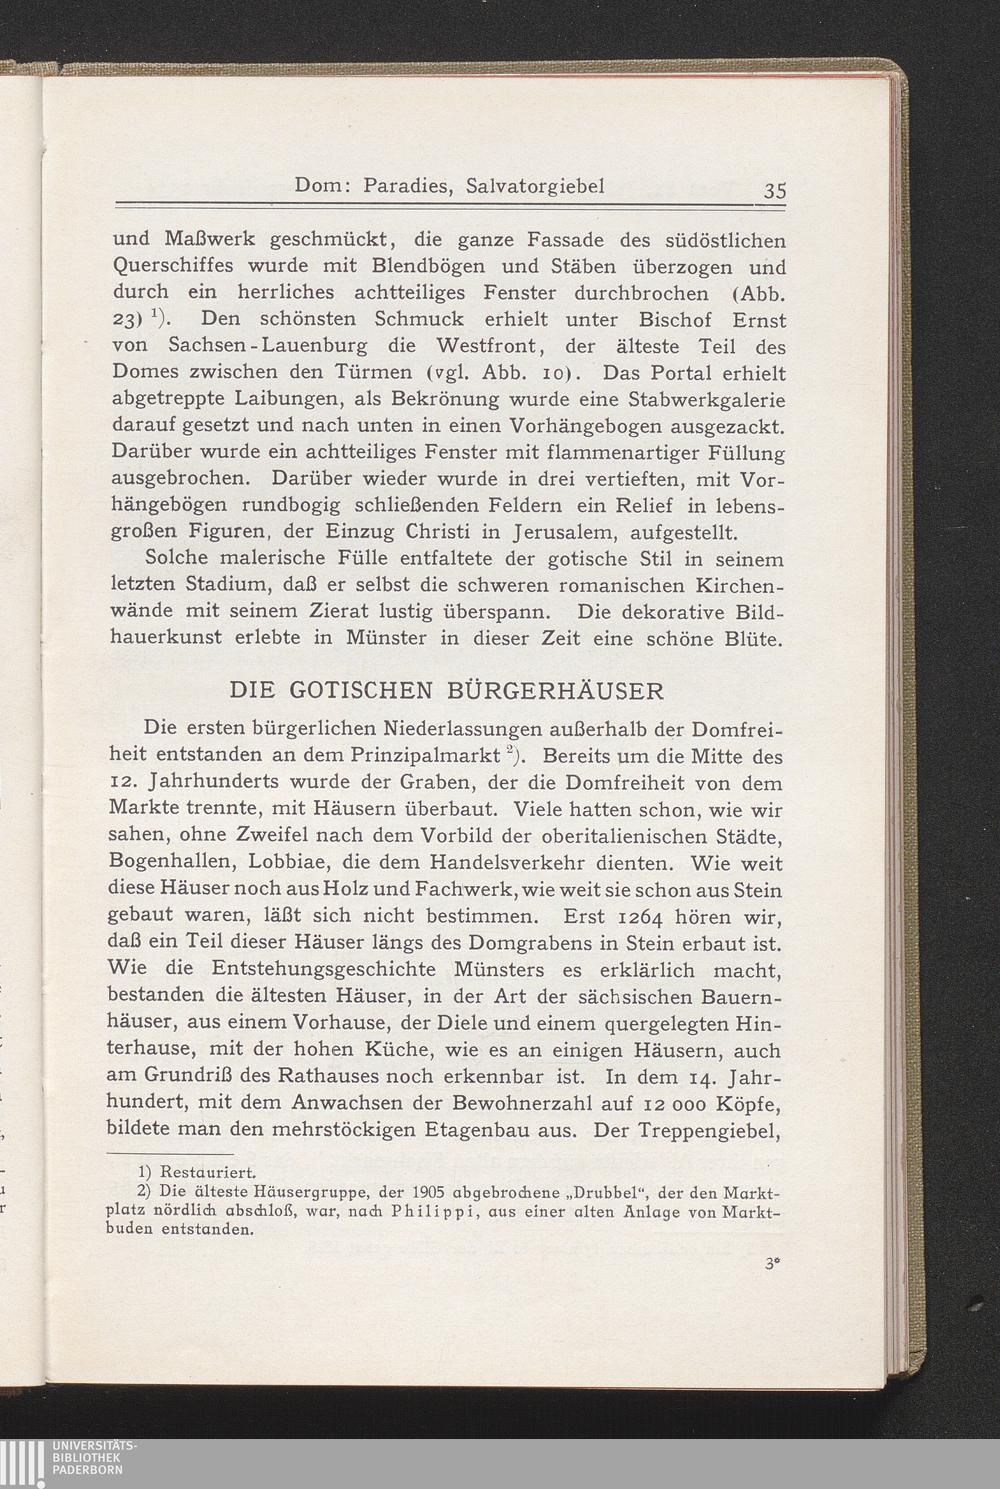 Dom: Paradies, Salvatorgiebel 35
und Maßwerk geschmückt, die ganze Fassade des südöstlichen
Querschiffes wurde mit Blendbögen und Stäben überzogen und
durch ein herrliches achtteiliges Fenster durchbrochen (Abb.
23) ¹). Den schönsten Schmuck erhielt unter Bischof Ernst
von Sachsen-Lauenburg die Westfront, der älteste Teil des
Domes zwischen den Türmen (vgl. Abb. 10). Das Portal erhielt
abgetreppte Laibungen, als Bekrönung wurde eine Stabwerkgalerie
darauf gesetzt und nach unten in einen Vorhängebogen ausgezackt.
Darüber wurde ein achtteiliges Fenster mit flammenartiger Füllung
ausgebrochen. Darüber wieder wurde in drei vertieften, mit Vor-
hängebögen rundbogig schließenden Feldern ein Relief in lebens-
großen Figuren, der Einzug Christi in Jerusalem, aufgestellt.
Solche malerische Fülle entfaltete der gotische Stil in seinem
letzten Stadium, daß er selbst die schweren romanischen Kirchen-
wände mit seinem Zierat lustig überspann. Die dekorative Bild-
hauerkunst erlebte in Münster in dieser Zeit eine schöne Blüte.
DIE GOTISCHEN BÜRGERHÄUSER
Die ersten bürgerlichen Niederlassungen außerhalb der Domfrei-
heit entstanden an dem Prinzipalmarkt ²). Bereits um die Mitte des
12. Jahrhunderts wurde der Graben, der die Domfreiheit von dem
Markte trennte, mit Häusern überbaut. Viele hatten schon, wie wir
sahen, ohne Zweifel nach dem Vorbild der oberitalienischen Städte,
Bogenhallen, Lobbiae, die dem Handelsverkehr dienten. Wie weit
diese Häuser noch aus Holz und Fachwerk, wie weit sie schon aus Stein
gebaut waren, läßt sich nicht bestimmen. Erst 1264 hören wir,
daß ein Teil dieser Häuser längs des Domgrabens in Stein erbaut ist.
Wie die Entstehungsgeschichte Münsters es erklärlich macht,
bestanden die ältesten Häuser, in der Art der sächsischen Bauern-
häuser, aus einem Vorhause, der Diele und einem quergelegten Hin-
terhause, mit der hohen Küche, wie es an einigen Häusern, auch
am Grundriß des Rathauses noch erkennbar ist. In dem 14. Jahr-
hundert, mit dem Anwachsen der Bewohnerzahl auf 12 000 Köpfe,
bildete man den mehrstöckigen Etagenbau aus. Der Treppengiebel,
1) Restauriert.
2) Die älteste Häusergruppe, der 1905 abgebrochene „Drubbel“, der den Markt-
platz nördlich abschloß, war, nach Philippi, aus einer alten Anlage von Markt-
buden entstanden.
3*
UNIVERSITÄTS-
BIBLIOTHEK
PADERBORN